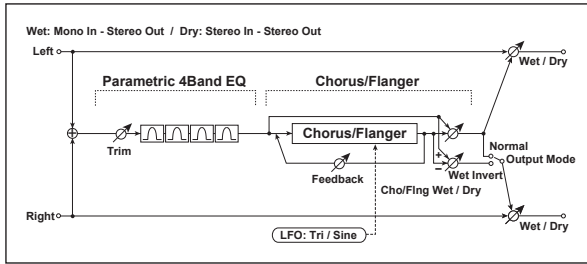 Wet: Mono In - Stereo Out / Dry: Stereo In - Stereo Out
Left
Wet / Dry
Parametric 4Band EQ
Chorus/Flanger
Chorus/Flanger
Trim
Normal
Output Mode
+
−
Wet Invert
Feedback
Cho/Flng Wet / Dry
Right
LFO: Tri / Sine
Wet / Dry